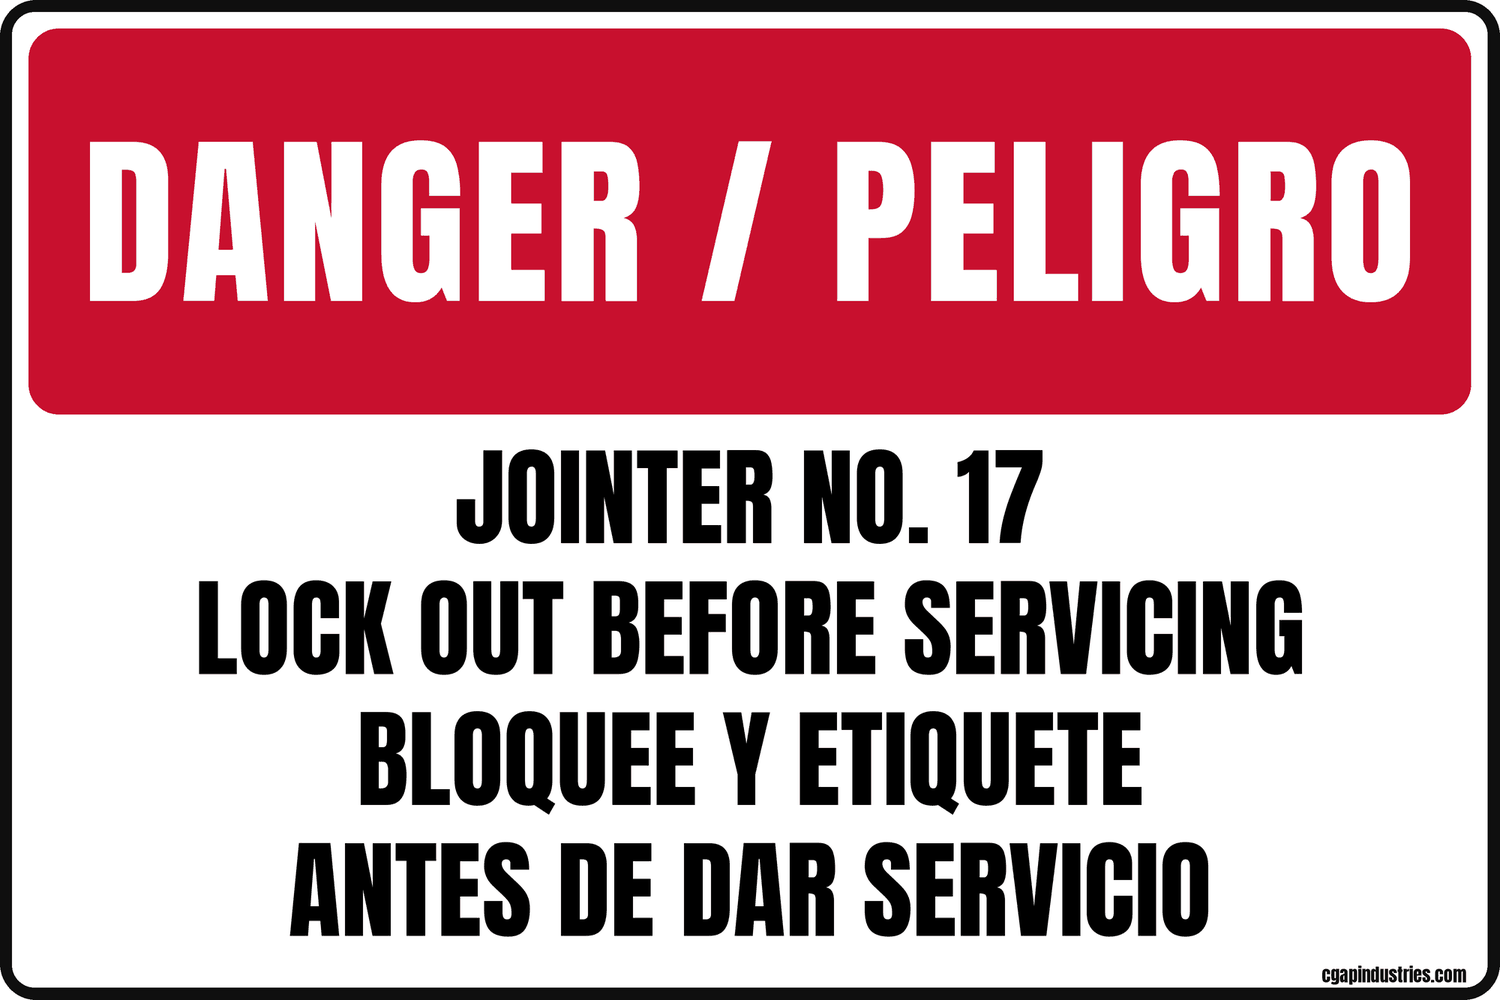 DANGER / PELIGRO
JOINTER NO. 17
LOCK OUT BEFORE SERVICING
BLOQUEE Y ETIQUETE
ANTES DE DAR SERVICIO
cgapindustries.com